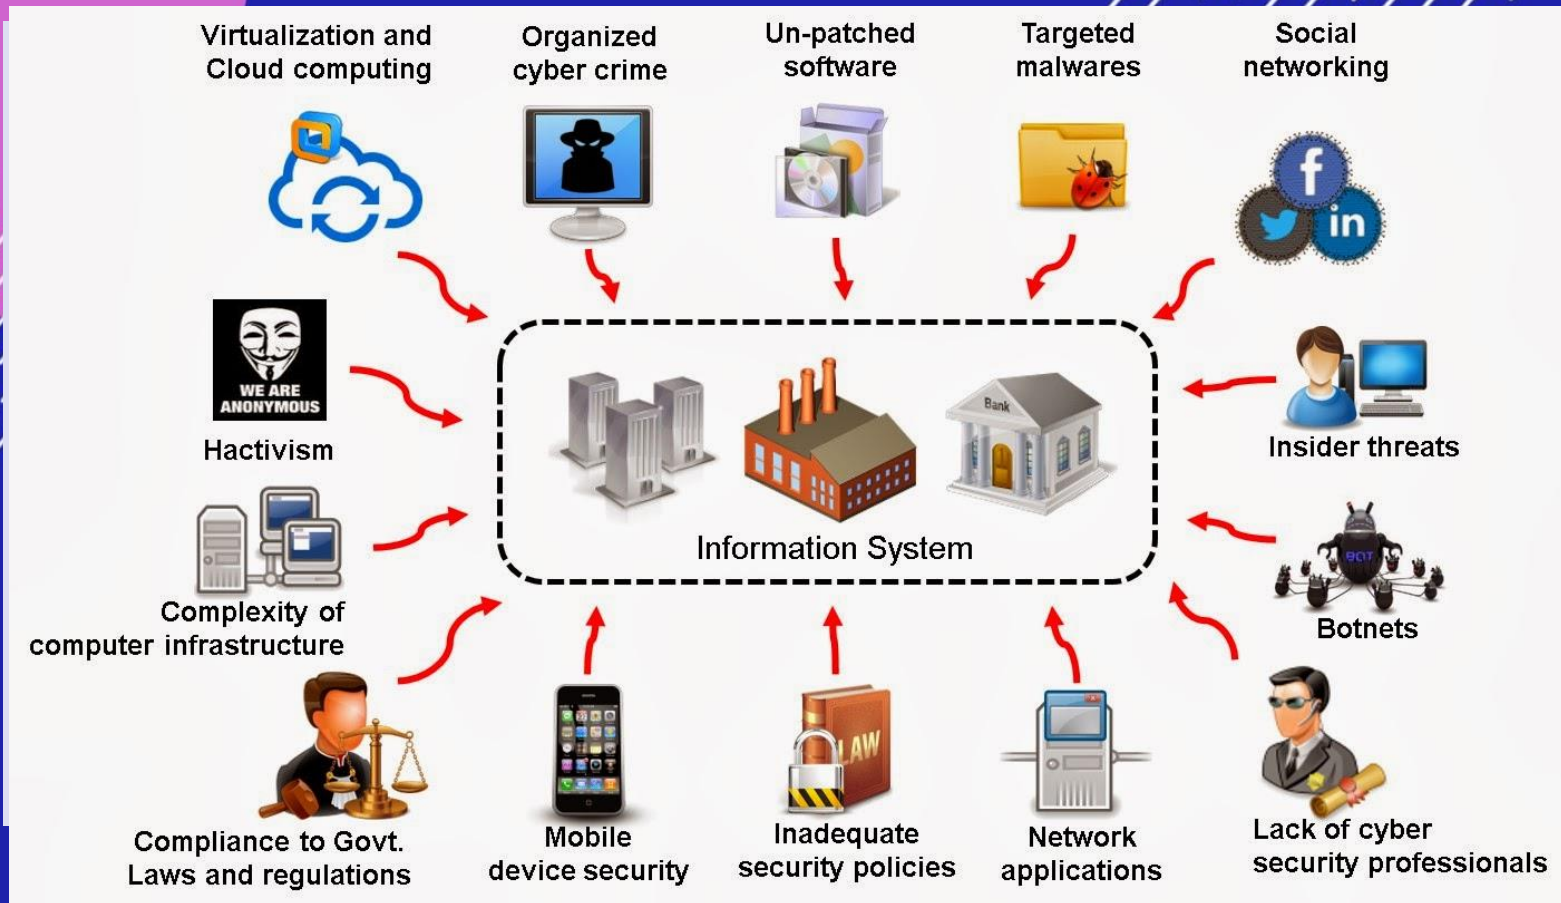 Virtualization and
Cloud computing
Organized
cyber crime
Un-patched
software
Targeted
malwares
Social
networking
f
in
WE ARE
ANONYMOUS
Hactivism
Bank
Insider threats
Information System
Complexity of
computer infrastructure
BOT
Botnets
LAW
Compliance to Govt.
Laws and regulations
Mobile
device security
Inadequate
security policies
Network
applications
Lack of cyber
security professionals